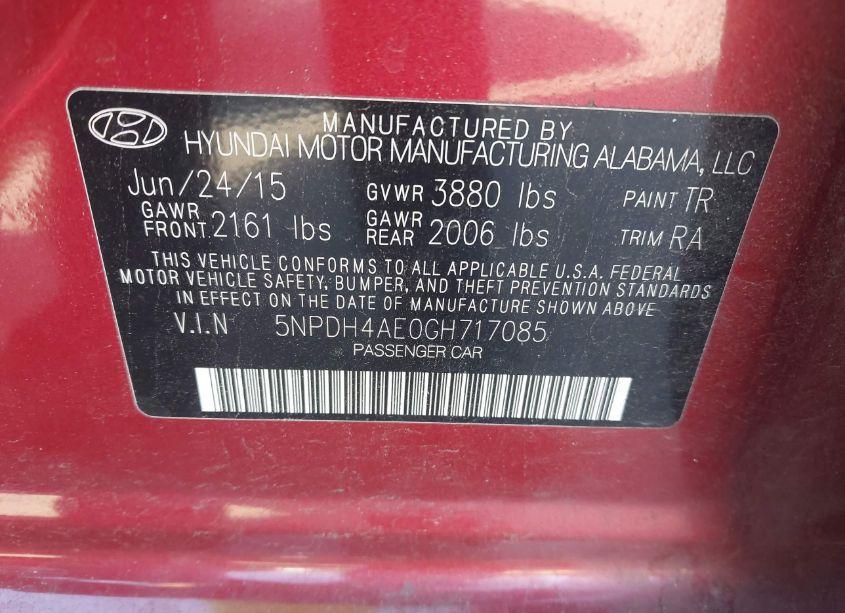 MANUFACTURED BY
HYUNDAI MOTOR MANUFACTURING ALABAMA, LLC
Jun/24/15 GVWR 3880 lbs PAINT TR
GAWR FRONT 2161 lbs GAWR REAR 2006 lbs TRIM RA
THIS VEHICLE CONFORMS TO ALL APPLICABLE U.S.A. FEDERAL
MOTOR VEHICLE SAFETY, BUMPER, AND THEFT PREVENTION STANDARDS
IN EFFECT ON THE DATE OF MANUFACTURE SHOWN ABOVE
V.I.N 5NPDH4AE0GH717085
PASSENGER CAR